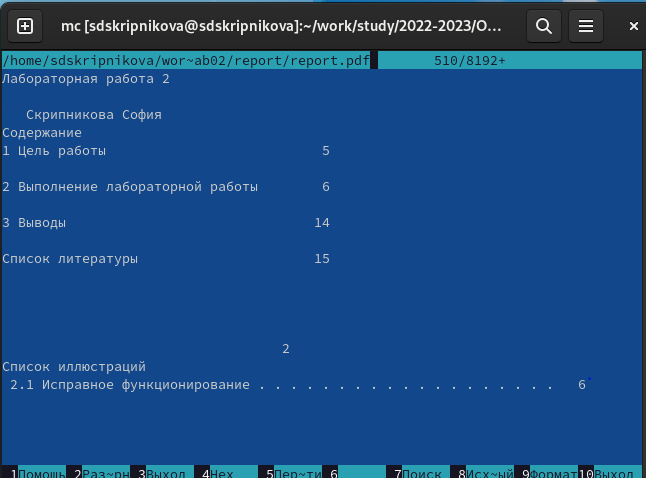 mc [sdskripnikova@sdskripnikova]:~/work/study/2022-2023/O...
/home/sdskripnikova/wor~ab02/report/report.pdf 510/8192+
Лабораторная работа 2
Скрипникова София
Содержание
1 Цель работы 5
2 Выполнение лабораторной работы 6
3 Выводы 14
Список литературы 15
2
Список иллюстраций
2.1 Исправное функционирование . . . . . . . . . . . . . . . . . . . 6
1Помощь 2Раз~рн 3Выход 4Hex 5Пер~ти 6 7Поиск 8Исх~ый 9Формат 10Выход